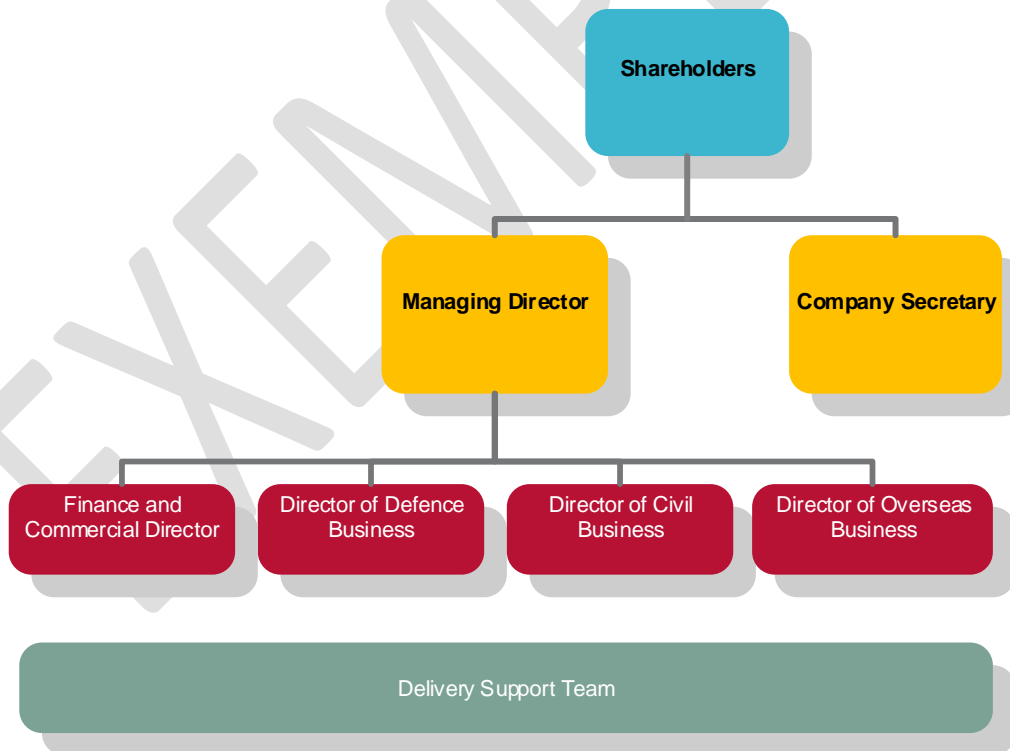 Shareholders
Managing Director
Company Secretary
Finance and
Commercial Director
Director of Defence
Business
Director of Civil
Business
Director of Overseas
Business
Delivery Support Team